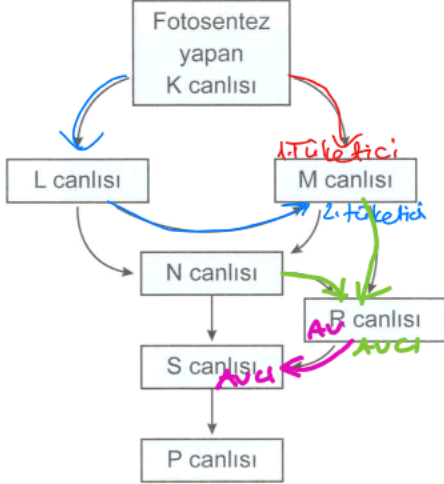 Fotosentez
yapan
K canlısı
1.Tüketici
L canlısı
M canlısı
2.tüketici
N canlısı
R canlısı
AV
AVCI
S canlısı
AVCI
P canlısı